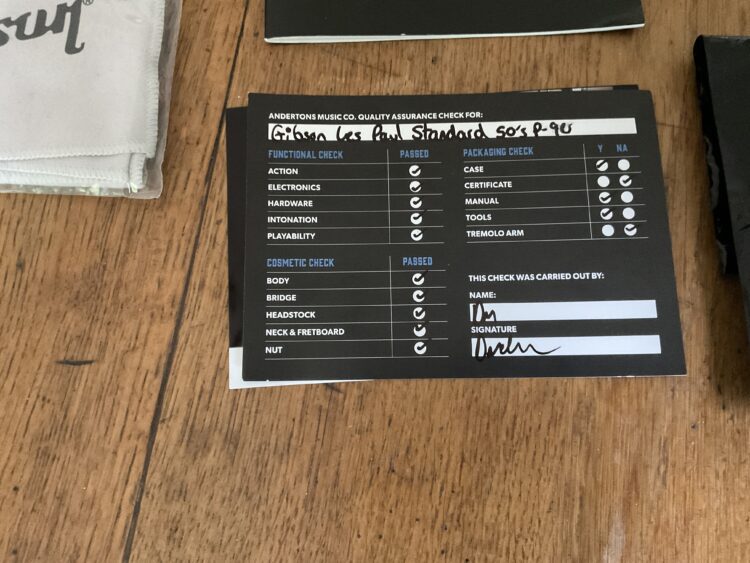 ANDERTONS MUSIC CO. QUALITY ASSURANCE CHECK FOR:
Gibson Les Paul Standard 50's P-90
FUNCTIONAL CHECK PASSED
ACTION
ELECTRONICS
HARDWARE
INTONATION
PLAYABILITY
COSMETIC CHECK PASSED
BODY
BRIDGE
HEADSTOCK
NECK & FRETBOARD
NUT
PACKAGING CHECK Y NA
CASE
CERTIFICATE
MANUAL
TOOLS
TREMOLO ARM
THIS CHECK WAS CARRIED OUT BY:
NAME:
SIGNATURE